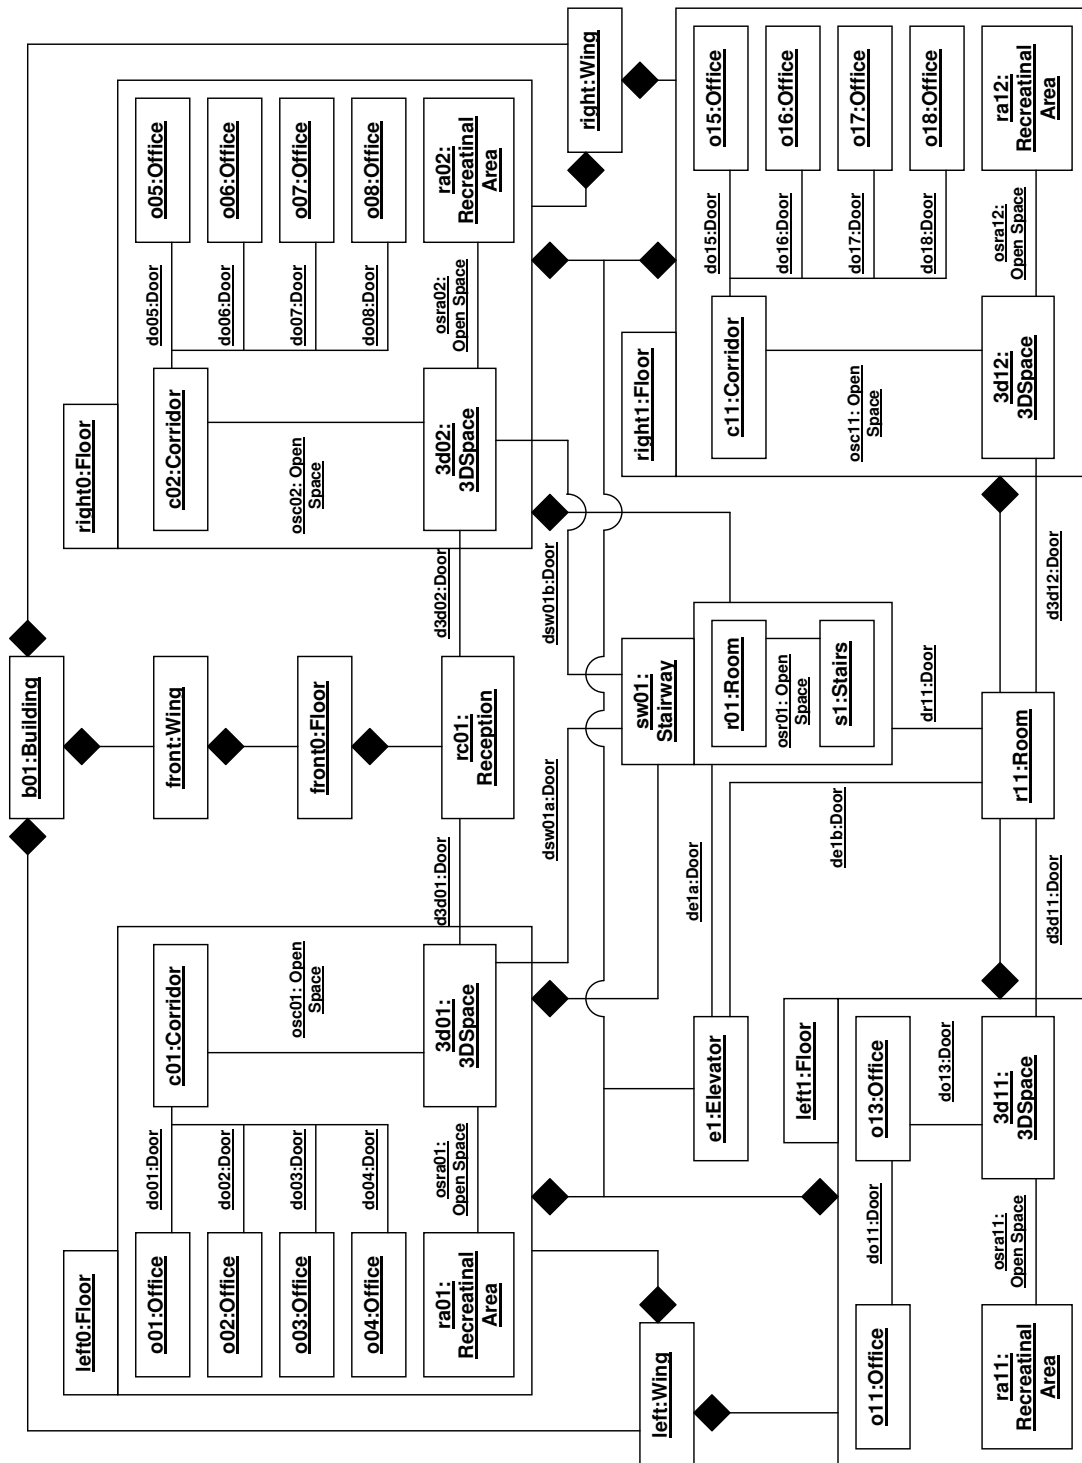 b01:Building
front:Wing
front0:Floor
rc01:
Reception
d3d01:Door
d3d02:Door
left0:Floor
o01:Office
o02:Office
o03:Office
o04:Office
ra01:
Recreatinal
Area
do01:Door
do02:Door
do03:Door
do04:Door
osra01:
Open Space
c01:Corridor
osc01: Open
Space
3d01:
3DSpace
right0:Floor
c02:Corridor
osc02: Open
Space
3d02:
3DSpace
do05:Door
do06:Door
do07:Door
do08:Door
osra02:
Open Space
o05:Office
o06:Office
o07:Office
o08:Office
ra02:
Recreatinal
Area
dsw01a:Door
dsw01b:Door
left:Wing
right:Wing
sw01:
Stairway
r01:Room
osr01: Open
Space
s1:Stairs
e1:Elevator
de1a:Door
de1b:Door
dr11:Door
left1:Floor
o11:Office
do11:Door
o13:Office
do13:Door
ra11:
Recreatinal
Area
osra11:
Open Space
3d11:
3DSpace
d3d11:Door
r11:Room
d3d12:Door
right1:Floor
c11:Corridor
osc11: Open
Space
3d12:
3DSpace
do15:Door
do16:Door
do17:Door
do18:Door
osra12:
Open Space
o15:Office
o16:Office
o17:Office
o18:Office
ra12:
Recreatinal
Area